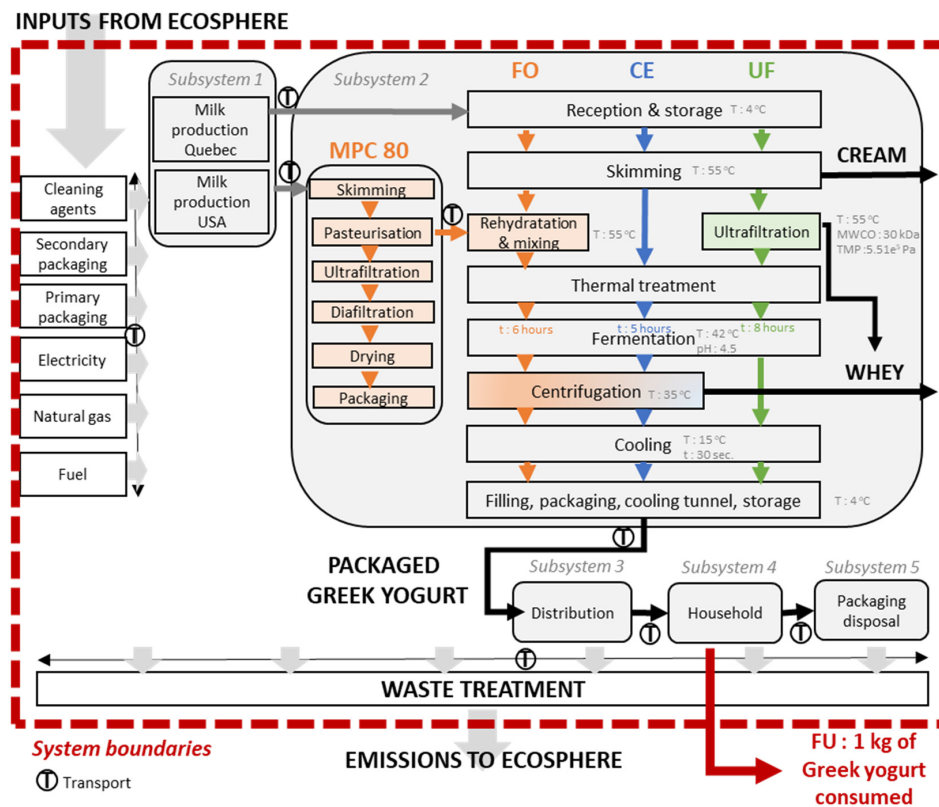 INPUTS FROM ECOSPHERE
Subsystem 1
Milk
production
Quebec
Milk
production
USA
T
T
Subsystem 2
FO
CE
UF
Reception & storage T : 4 °C
Skimming T : 55 °C
CREAM
MPC 80
Skimming
Pasteurisation
Ultrafiltration
Diafiltration
Drying
Packaging
T
Rehydratation
& mixing
T : 55 °C
Ultrafiltration
T : 55 °C
MWCO : 30 kDa
TMP :5.51e⁵ Pa
Thermal treatment
t : 6 hours
t : 5 hours
t : 8 hours
Fermentation
T : 42 °C
pH : 4.5
WHEY
Centrifugation T : 35 °C
Cooling
T : 15 °C
t : 30 sec.
Filling, packaging, cooling tunnel, storage
T : 4 °C
Cleaning
agents
Secondary
packaging
Primary
packaging
T
Electricity
Natural gas
Fuel
T
PACKAGED
GREEK YOGURT
Subsystem 3
Distribution
T
Subsystem 4
Household
T
Subsystem 5
Packaging
disposal
T
WASTE TREATMENT
System boundaries
T Transport
EMISSIONS TO ECOSPHERE
FU : 1 kg of
Greek yogurt
consumed